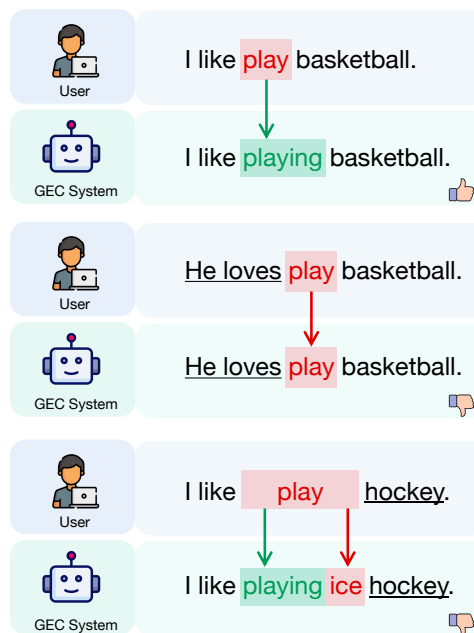 I like play basketball.
User
I like playing basketball.
GEC System
He loves play basketball.
User
He loves play basketball.
GEC System
I like play hockey.
User
I like playing ice hockey.
GEC System